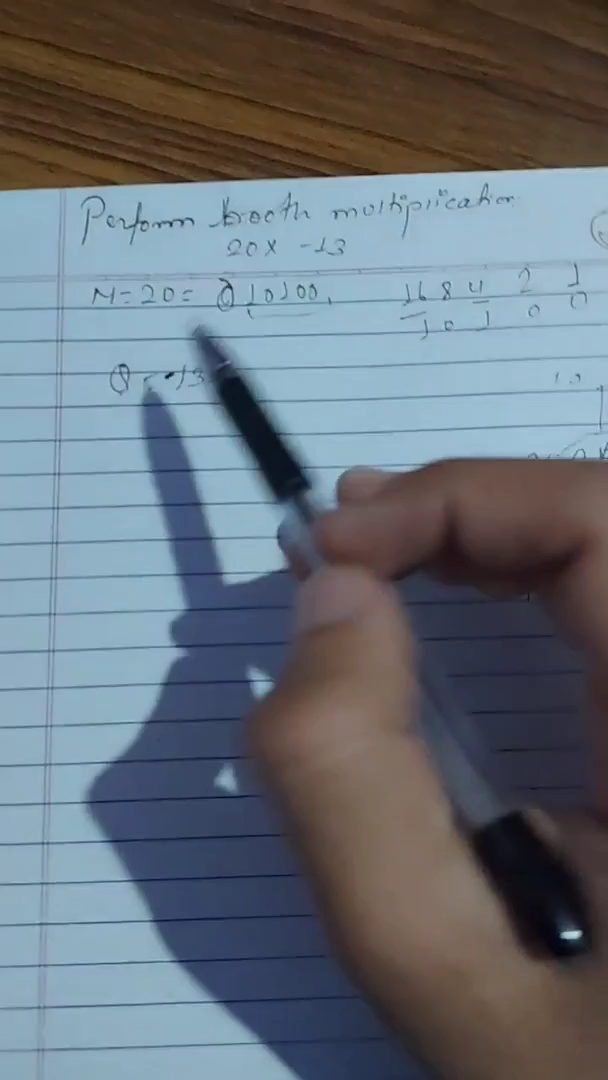 Perform booth multiplication
20 x -13
M = 20 = 010100, 16 8 4 2 1
1 0 1 0 0
Q = -13